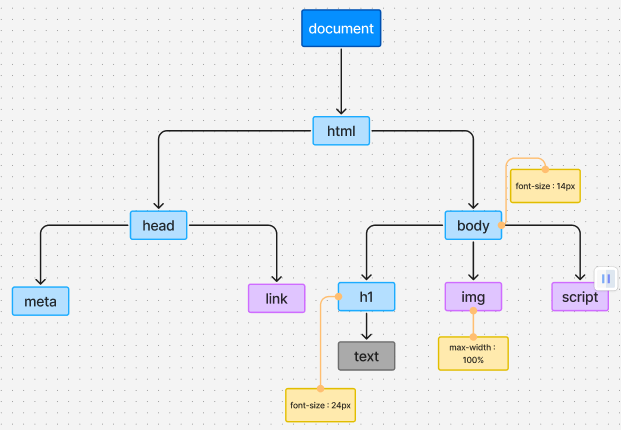 document
html
font-size : 14px
head
body
meta
link
h1
img
script
text
max-width :
100%
font-size : 24px